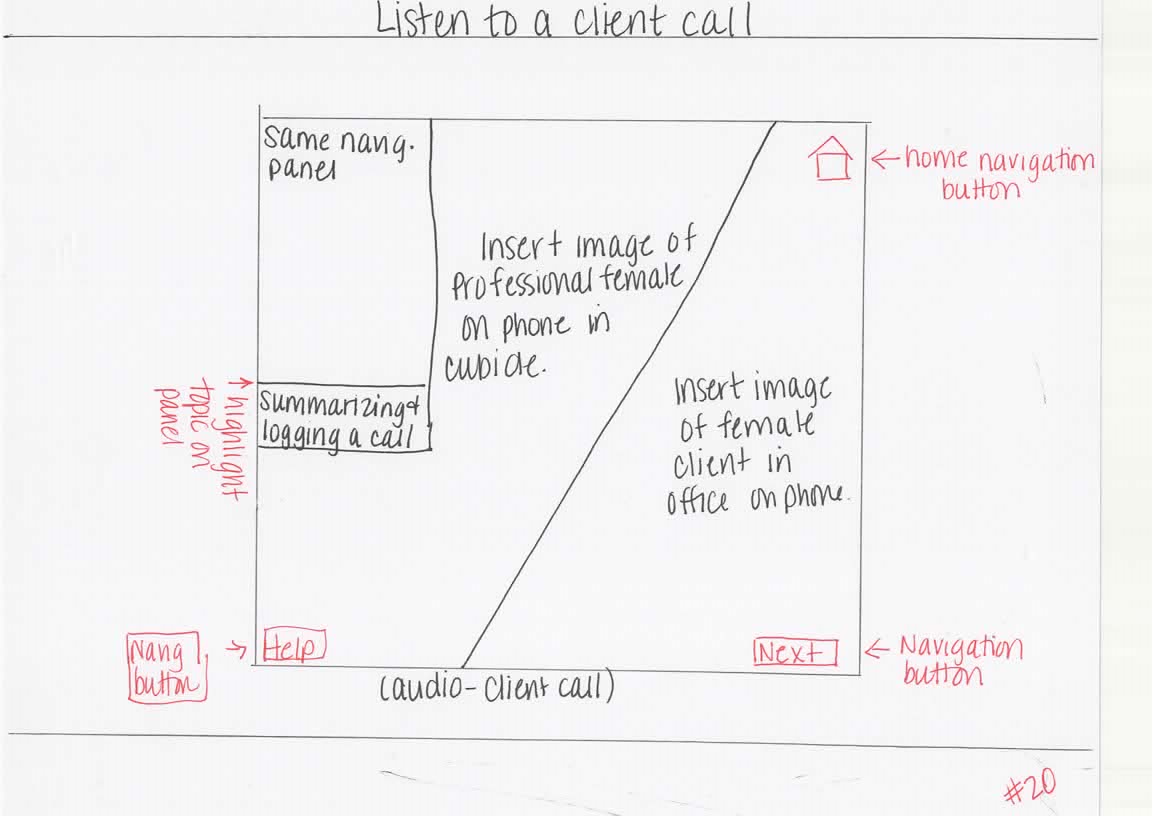 Listen to a client call
Same navg.
panel
← home navigation
button
Insert image of
Professional female
on phone in
cubicle.
Insert image
of female
client in
office on phone.
Summarizing &
logging a call
↑ highlight
topic on
panel
Navg.
button
→
Help
Next
← Navigation
button
(audio - client call)
#20